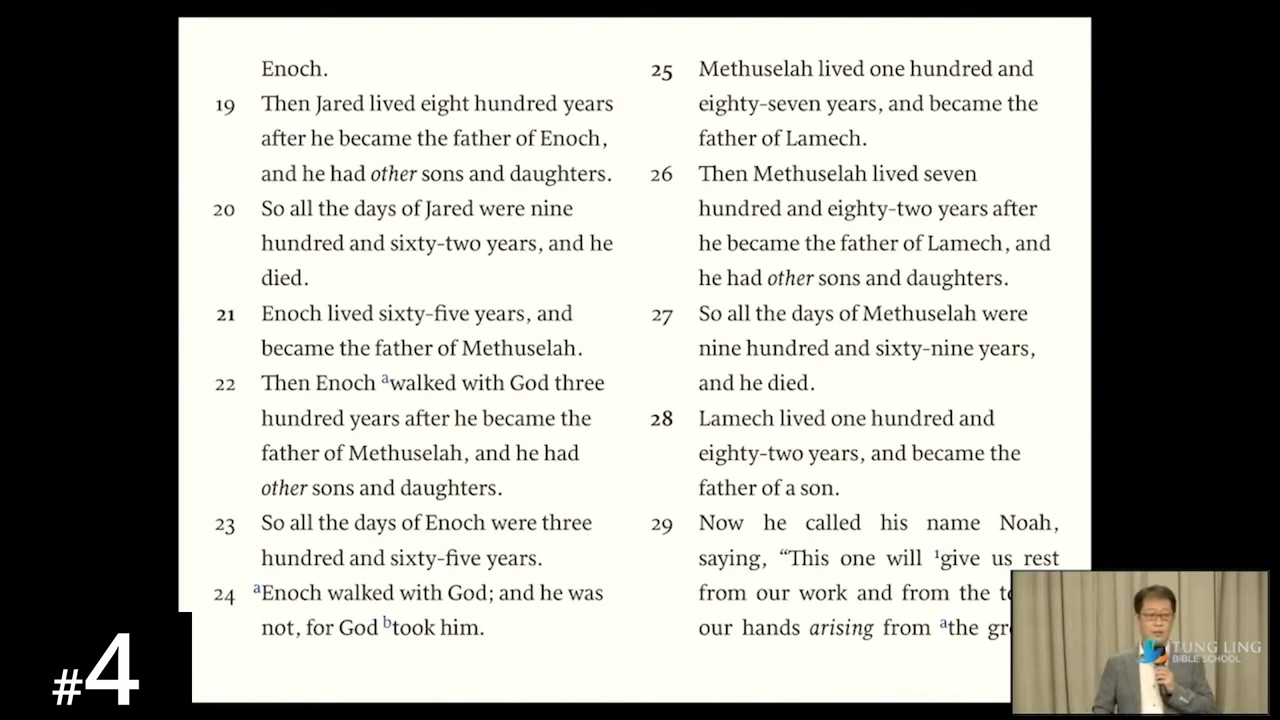 Enoch.
19 Then Jared lived eight hundred years
after he became the father of Enoch,
and he had other sons and daughters.
20 So all the days of Jared were nine
hundred and sixty-two years, and he
died.
21 Enoch lived sixty-five years, and
became the father of Methuselah.
22 Then Enoch ᵃwalked with God three
hundred years after he became the
father of Methuselah, and he had
other sons and daughters.
23 So all the days of Enoch were three
hundred and sixty-five years.
24 ᵃEnoch walked with God; and he was
not, for God ᵇtook him.
25 Methuselah lived one hundred and
eighty-seven years, and became the
father of Lamech.
26 Then Methuselah lived seven
hundred and eighty-two years after
he became the father of Lamech, and
he had other sons and daughters.
27 So all the days of Methuselah were
nine hundred and sixty-nine years,
and he died.
28 Lamech lived one hundred and
eighty-two years, and became the
father of a son.
29 Now he called his name Noah,
saying, “This one will ¹give us rest
from our work and from the
our hands arising from ᵃthe
#4
TUNG LING
BIBLE SCHOOL